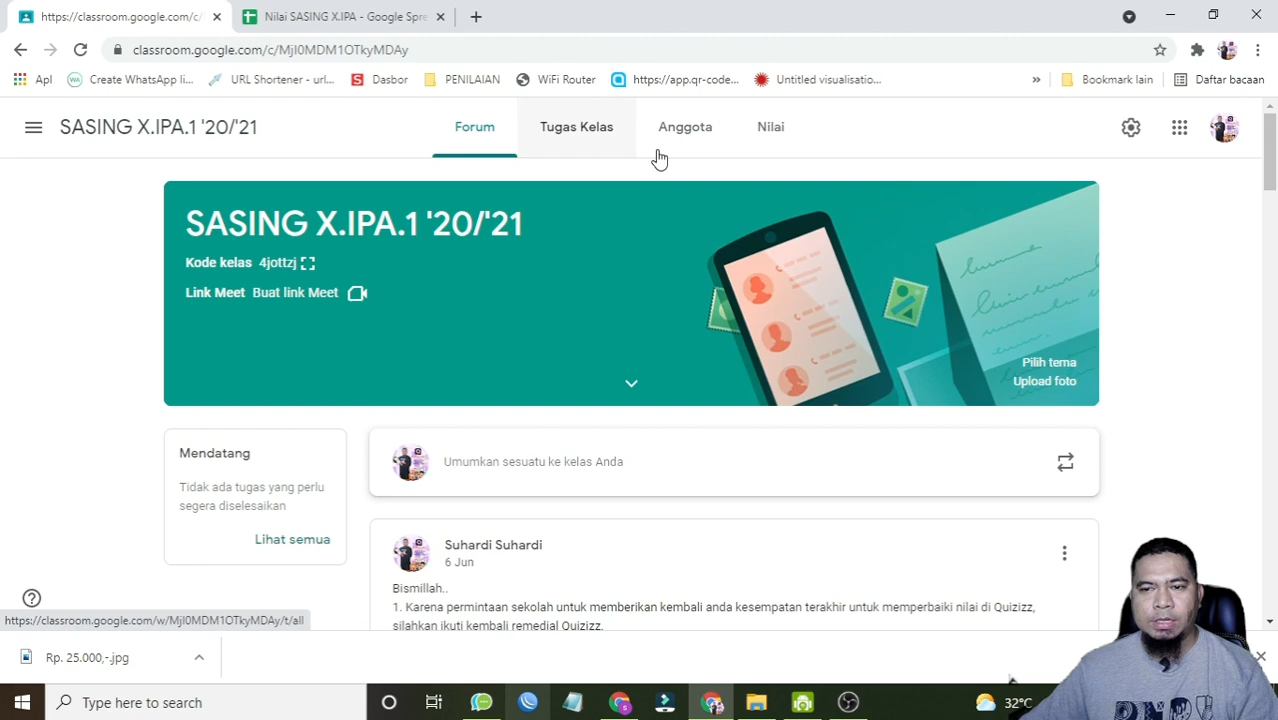 https://classroom.google.com/c/
Nilai SASING X.IPA - Google Spre
classroom.google.com/c/MjI0MDM1OTkyMDAy
Apl
Create WhatsApp li...
URL Shortener - url...
Dasbor
PENILAIAN
WiFi Router
https://app.qr-code...
Untitled visualisatio...
»
Bookmark lain
Daftar bacaan
SASING X.IPA.1 '20/'21
Forum
Tugas Kelas
Anggota
Nilai
SASING X.IPA.1 '20/'21
Kode kelas 4jottzj
Link Meet Buat link Meet
Pilih tema
Upload foto
Mendatang
Tidak ada tugas yang perlu
segera diselesaikan
Lihat semua
Umumkan sesuatu ke kelas Anda
Suhardi Suhardi
6 Jun
Bismillah..
1. Karena permintaan sekolah untuk memberikan kembali anda kesempatan terakhir untuk memperbaiki nilai di Quizizz,
silahkan ikuti kembali remedial Quizizz.
https://classroom.google.com/w/MjI0MDM1OTkyMDAy/t/all
Rp. 25.000,-.jpg
Type here to search
32°C